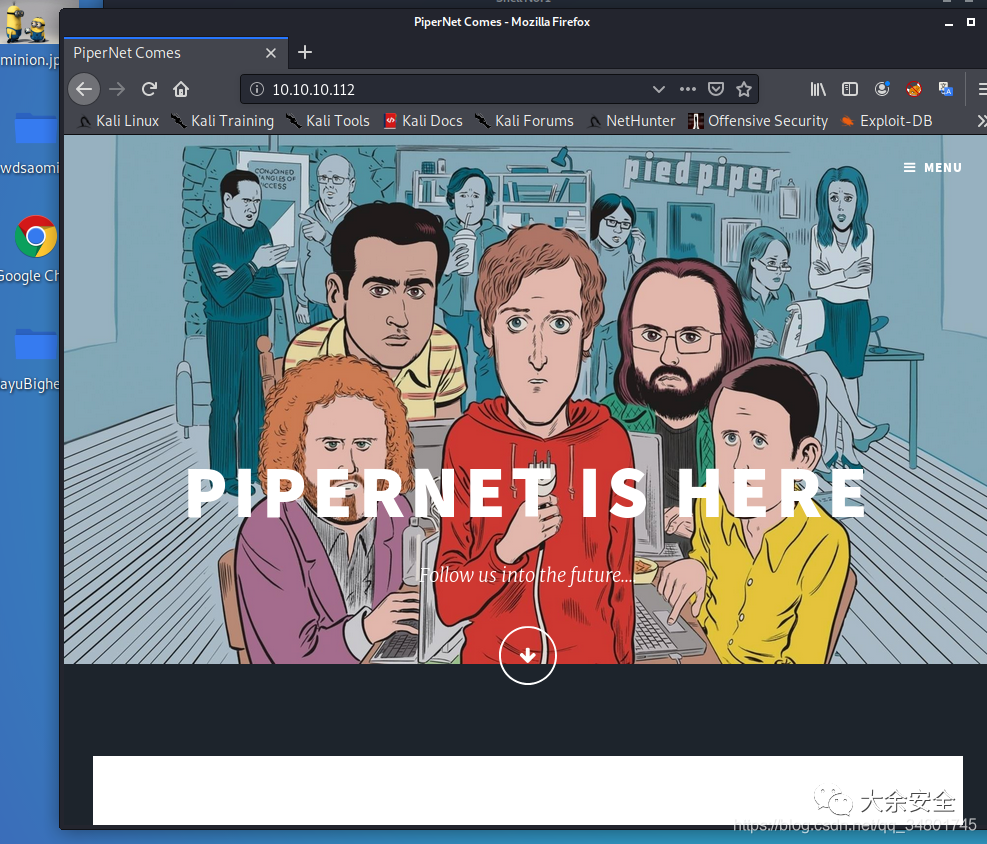 PiperNet Comes - Mozilla Firefox
PiperNet Comes
10.10.10.112
Kali Linux Kali Training Kali Tools Kali Docs Kali Forums NetHunter Offensive Security Exploit-DB
minion.jp
wdsaomi
Google Ch
ayuBighe
CONJOINED
ANGLES OF
ACCESS
pied piper
MENU
PIPERNET IS HERE
Follow us into the future...
大余安全
https://blog.csdn.net/qq_34801745